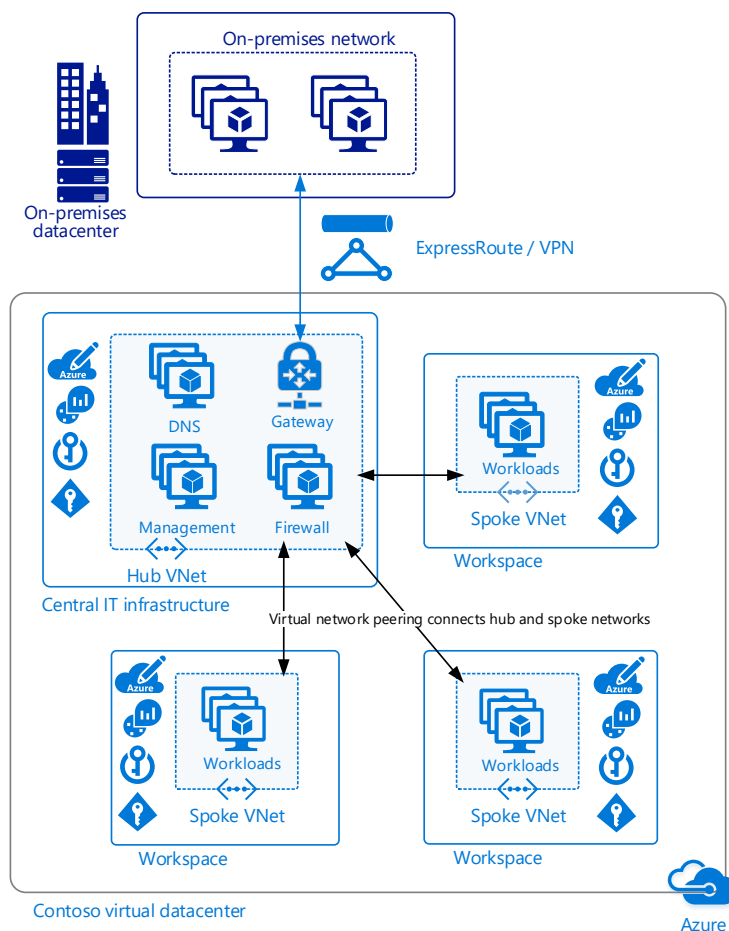 On-premises network
On-premises
datacenter
ExpressRoute / VPN
Azure
DNS
Gateway
Management
Firewall
Hub VNet
Central IT infrastructure
Azure
Workloads
Spoke VNet
Workspace
Virtual network peering connects hub and spoke networks
Azure
Workloads
Spoke VNet
Workspace
Azure
Workloads
Spoke VNet
Workspace
Contoso virtual datacenter
Azure